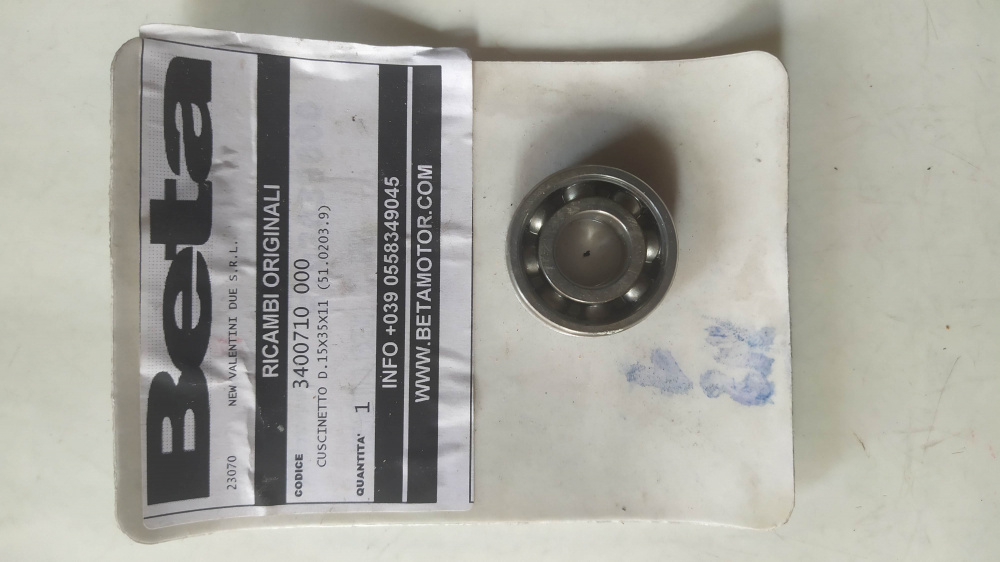 Beta
23070 NEW VALENTINI DUE S.R.L.
RICAMBI ORIGINALI
CODICE 3400710 000
CUSCINETTO D.15X35X11 (51.0203.9)
QUANTITA' 1
INFO +039 0558349045
WWW.BETAMOTOR.COM